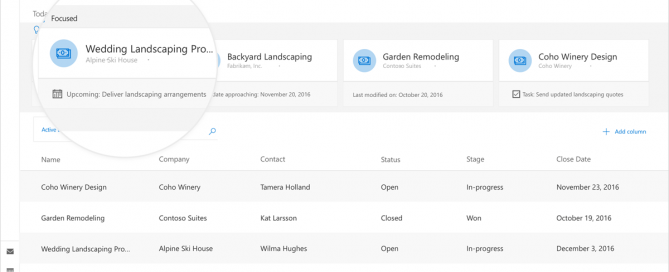 Toda
Focused
Wedding Landscaping Pro...
Alpine Ski House
Upcoming: Deliver landscaping arrangements
Backyard Landscaping
Fabrikam, Inc.
date approaching: November 20, 2016
Garden Remodeling
Contoso Suites
Last modified on: October 20, 2016
Coho Winery Design
Coho Winery
Task: Send updated landscaping quotes
Active
Add column
Name Company Contact Status Stage Close Date
Coho Winery Design Coho Winery Tamera Holland Open In-progress November 23, 2016
Garden Remodeling Contoso Suites Kat Larsson Closed Won October 19, 2016
Wedding Landscaping Pro... Alpine Ski House Wilma Hughes Open In-progress December 3, 2016